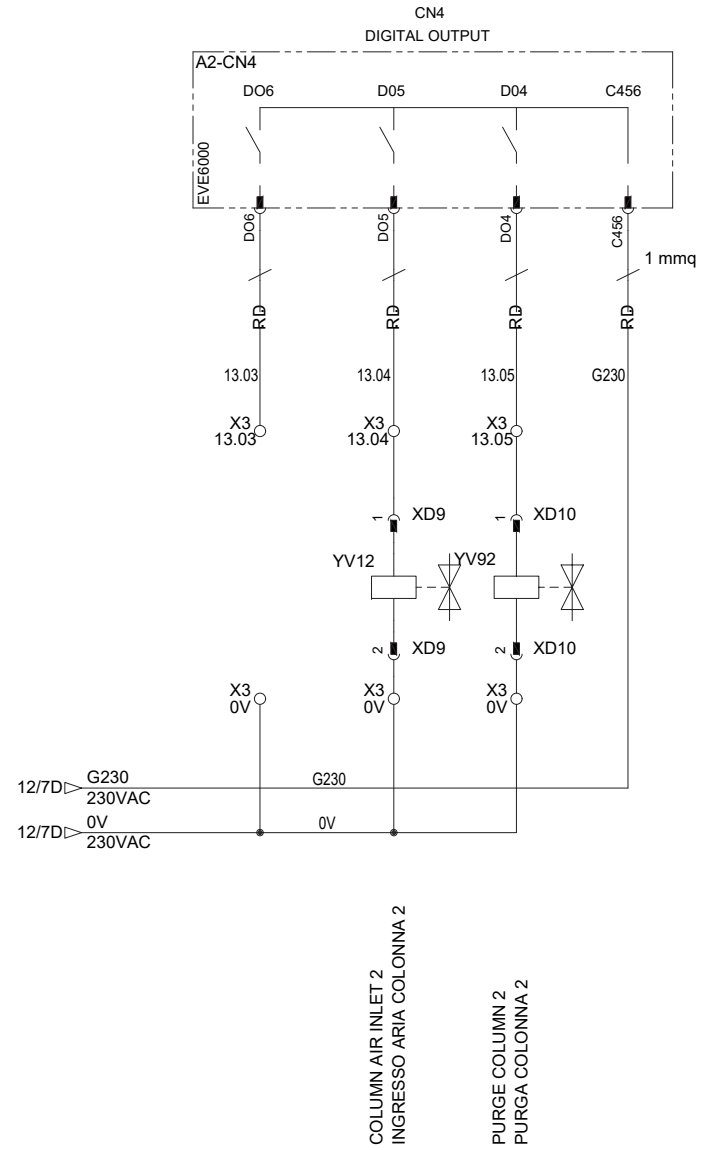 CN4
DIGITAL OUTPUT
A2-CN4
DO6 D05 D04 C456
EVE6000
DO6 DO5 DO4 C456
1 mmq
RD RD RD RD
13.03 13.04 13.05 G230
X3 X3 X3
13.03 13.04 13.05
1 XD9 1 XD10
YV12 YV92
2 XD9 2 XD10
X3 X3 X3
0V 0V 0V
12/7D G230 G230
230VAC
12/7D 0V 0V
230VAC
COLUMN AIR INLET 2
INGRESSO ARIA COLONNA 2
PURGE COLUMN 2
PURGA COLONNA 2